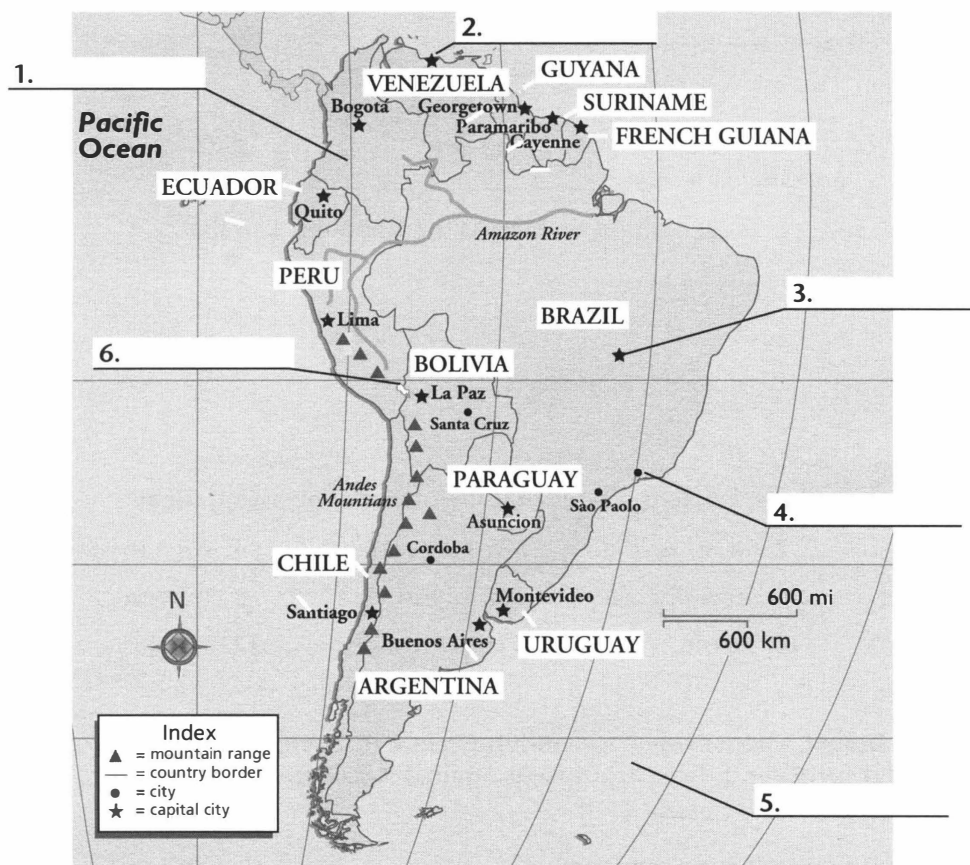 2.
1.
VENEZUELA
GUYANA
Bogotá
Georgetown
SURINAME
Pacific
Ocean
Paramaribo
Cayenne
FRENCH GUIANA
ECUADOR
Quito
Amazon River
PERU
3.
BRAZIL
Lima
6.
BOLIVIA
La Paz
Santa Cruz
Andes
Mountians
PARAGUAY
São Paolo
4.
Asuncion
Cordoba
CHILE
N
Santiago
Montevideo
600 mi
Buenos Aires
URUGUAY
600 km
ARGENTINA
Index
= mountain range
= country border
= city
= capital city
5.